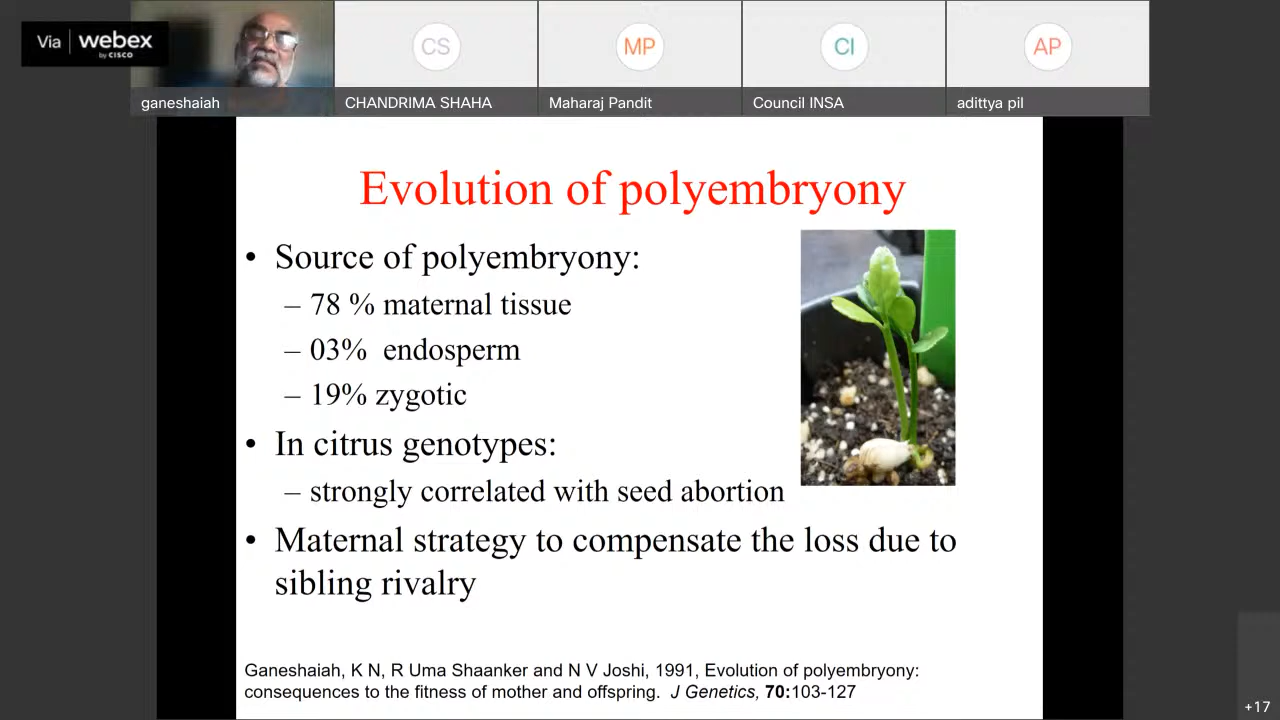 Via webex
by CISCO
CS
MP
CI
AP
ganeshaiah
CHANDRIMA SHAHA
Maharaj Pandit
Council INSA
adittya pil
Evolution of polyembryony
• Source of polyembryony:
– 78 % maternal tissue
– 03% endosperm
– 19% zygotic
• In citrus genotypes:
– strongly correlated with seed abortion
• Maternal strategy to compensate the loss due to
sibling rivalry
Ganeshaiah, K N, R Uma Shaanker and N V Joshi, 1991, Evolution of polyembryony:
consequences to the fitness of mother and offspring. J Genetics, 70:103-127
+17